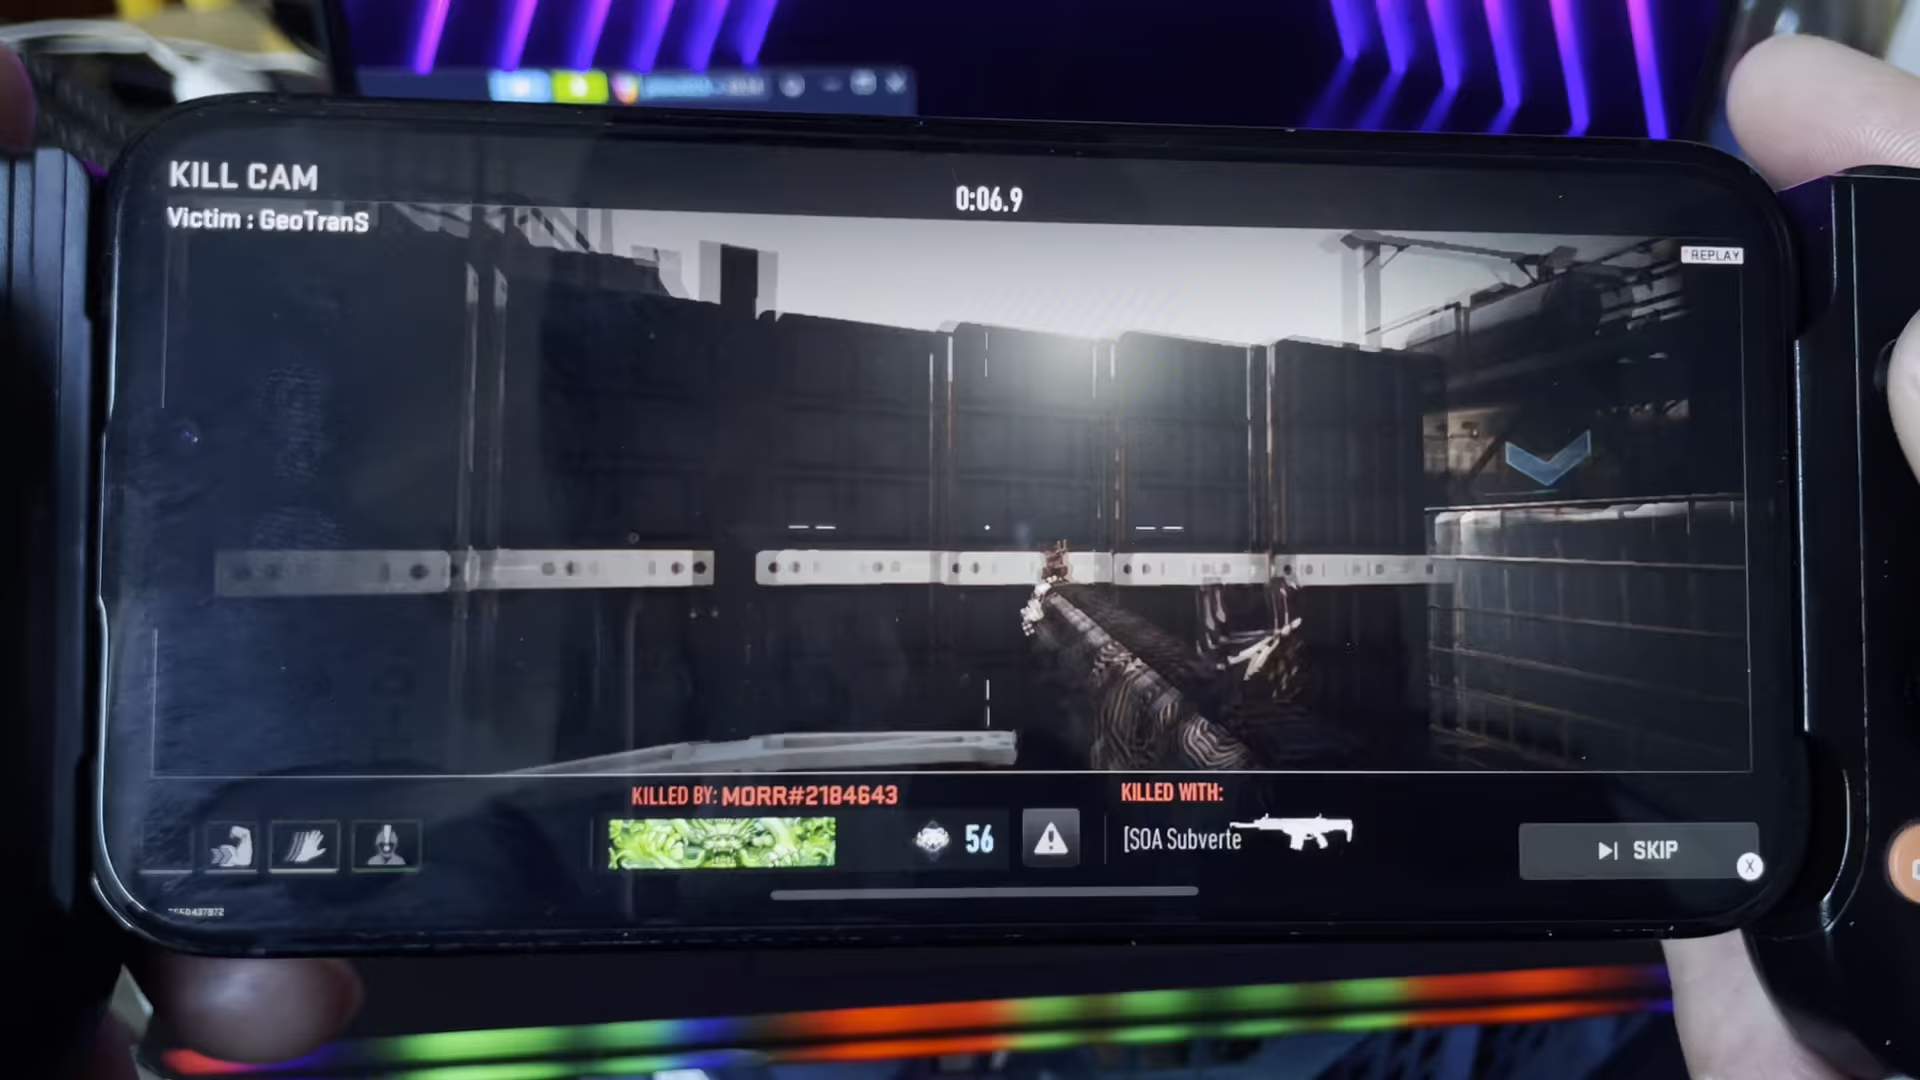 KILL CAM
Victim : GeoTranS
0:06.9
REPLAY
KILLED BY: MORR#2184643
56
KILLED WITH:
[SOA Subverte
SKIP
X